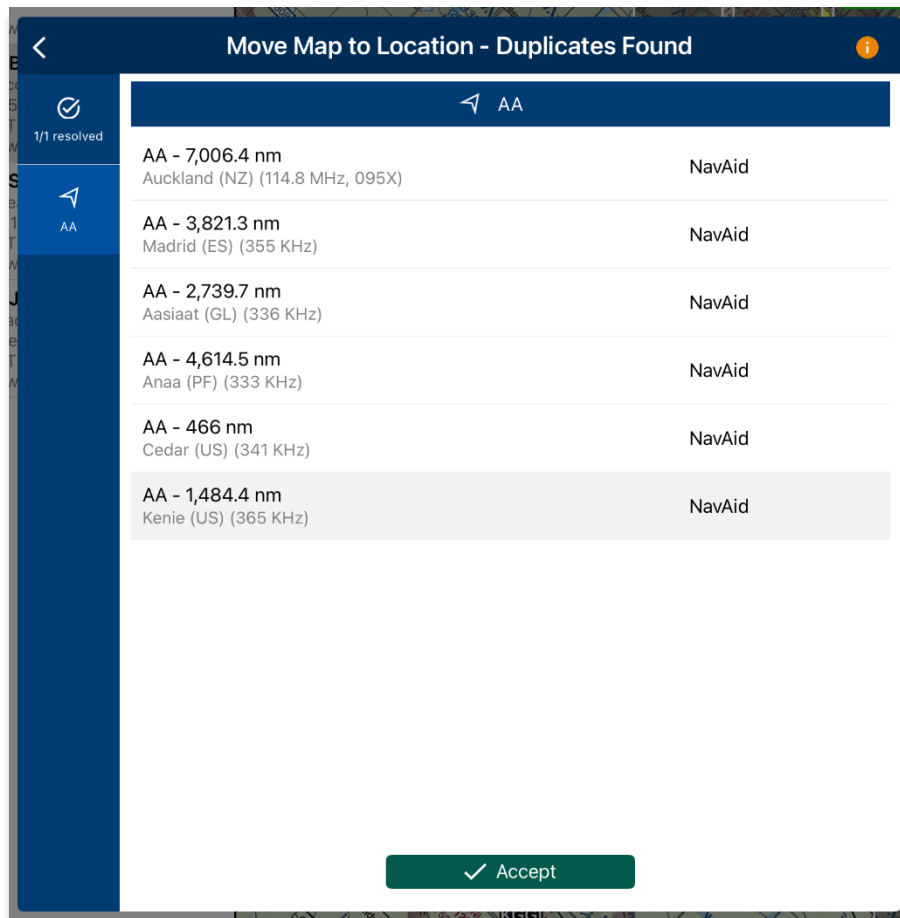 Move Map to Location - Duplicates Found
1/1 resolved
AA
AA
AA - 7,006.4 nm
Auckland (NZ) (114.8 MHz, 095X)
NavAid
AA - 3,821.3 nm
Madrid (ES) (355 KHz)
NavAid
AA - 2,739.7 nm
Aasiaat (GL) (336 KHz)
NavAid
AA - 4,614.5 nm
Anaa (PF) (333 KHz)
NavAid
AA - 466 nm
Cedar (US) (341 KHz)
NavAid
AA - 1,484.4 nm
Kenie (US) (365 KHz)
NavAid
Accept